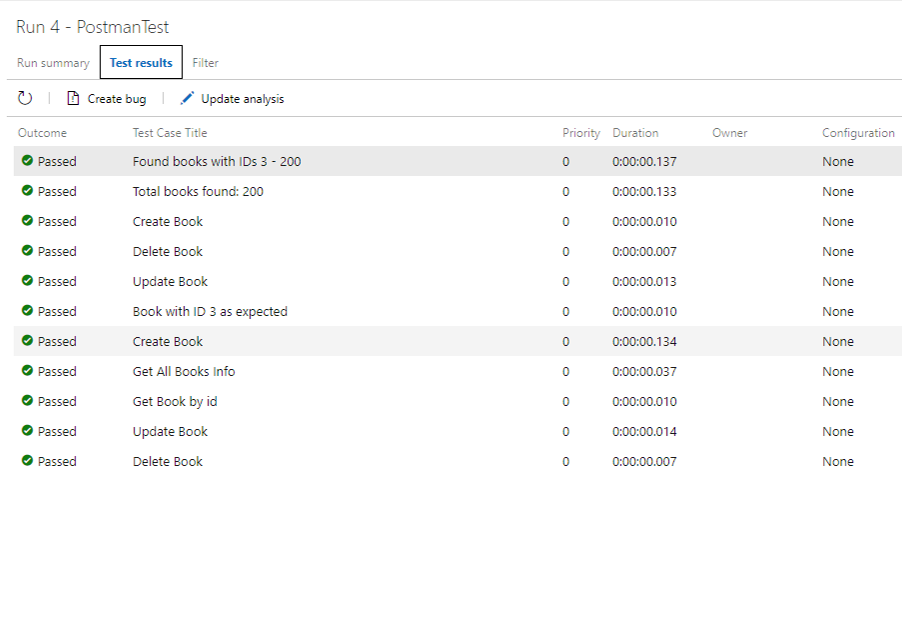 Run 4 - PostmanTest
Run summary Test results Filter
Create bug Update analysis
Outcome Test Case Title Priority Duration Owner Configuration
Passed Found books with IDs 3 - 200 0 0:00:00.137 None
Passed Total books found: 200 0 0:00:00.133 None
Passed Create Book 0 0:00:00.010 None
Passed Delete Book 0 0:00:00.007 None
Passed Update Book 0 0:00:00.013 None
Passed Book with ID 3 as expected 0 0:00:00.010 None
Passed Create Book 0 0:00:00.134 None
Passed Get All Books Info 0 0:00:00.037 None
Passed Get Book by id 0 0:00:00.010 None
Passed Update Book 0 0:00:00.014 None
Passed Delete Book 0 0:00:00.007 None